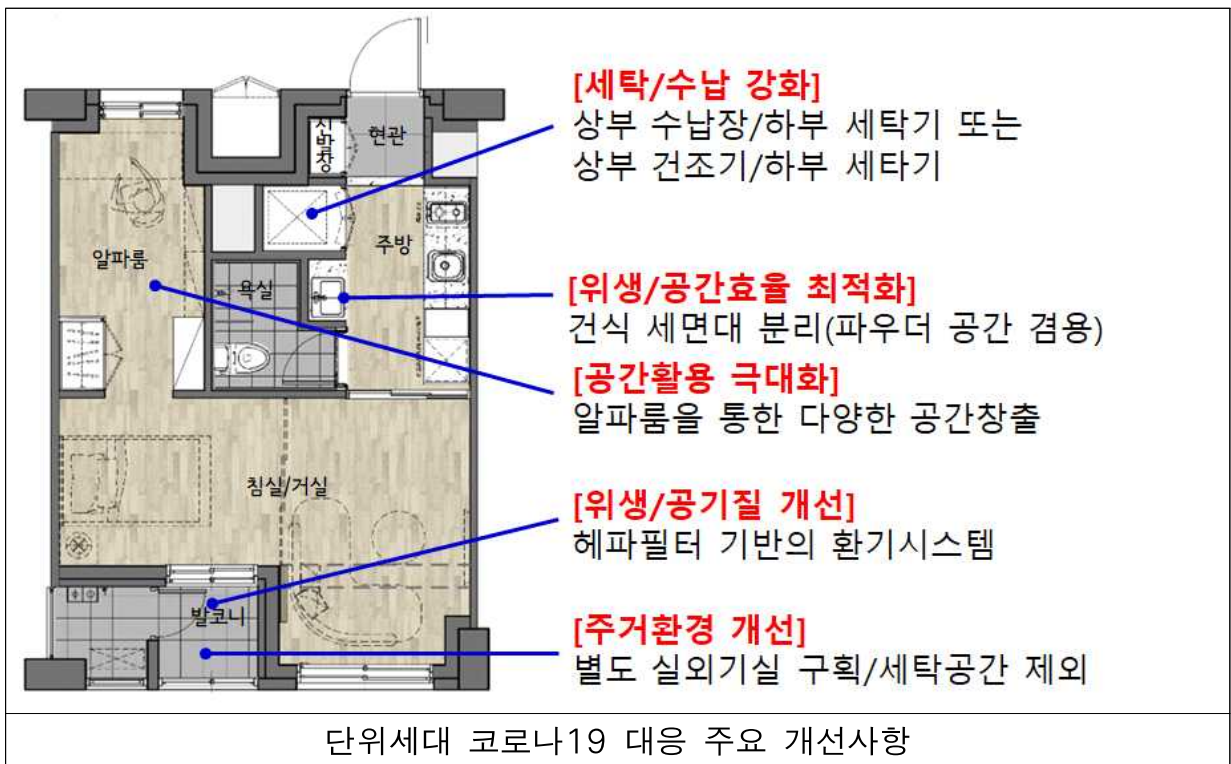 [세탁/수납 강화]
상부 수납장/하부 세탁기 또는
상부 건조기/하부 세타기
현관
신발장
주방
알파룸
욕실
[위생/공간효율 최적화]
건식 세면대 분리(파우더 공간 겸용)
[공간활용 극대화]
알파룸을 통한 다양한 공간창출
침실/거실
[위생/공기질 개선]
헤파필터 기반의 환기시스템
발코니
[주거환경 개선]
별도 실외기실 구획/세탁공간 제외
단위세대 코로나19 대응 주요 개선사항